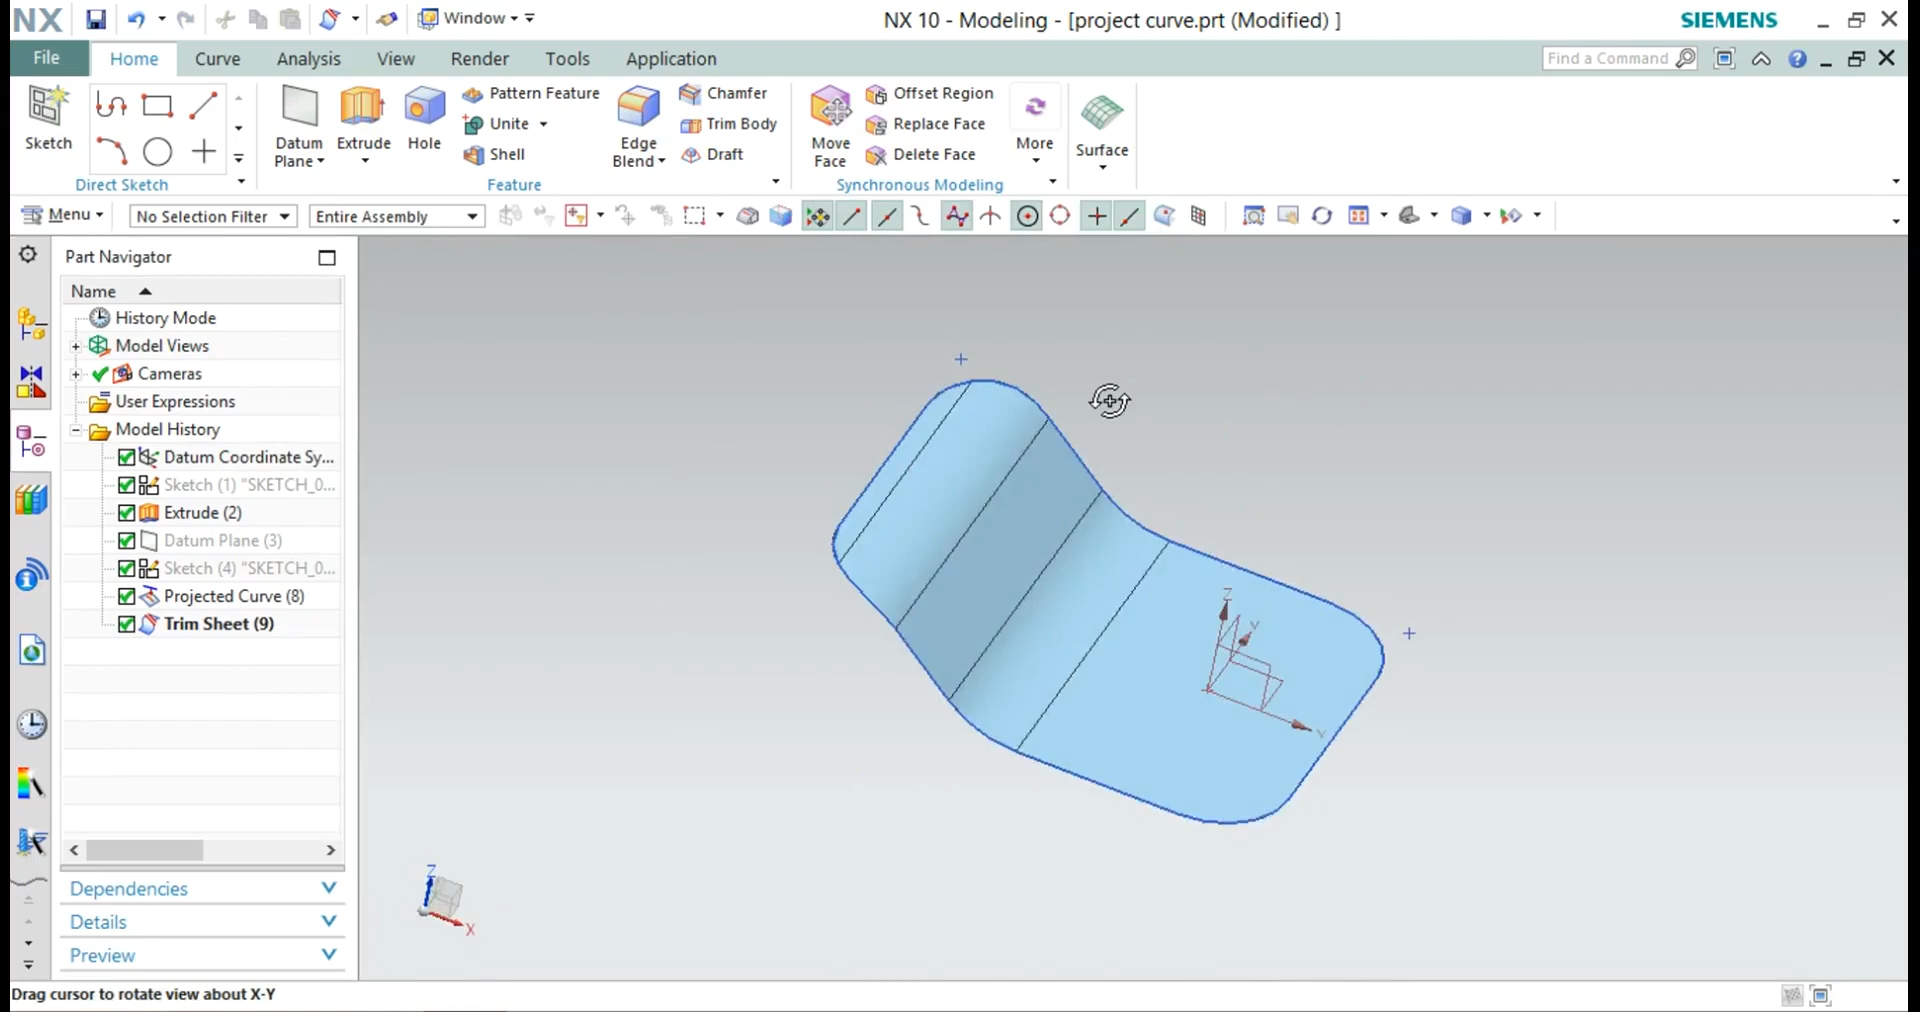 NX Window NX 10 - Modeling - [project curve.prt (Modified) ] SIEMENS
File Home Curve Analysis View Render Tools Application Find a Command
Sketch
Direct Sketch
Datum Plane
Extrude
Hole
Pattern Feature
Unite
Shell
Edge Blend
Chamfer
Trim Body
Draft
Feature
Move Face
Offset Region
Replace Face
Delete Face
More
Synchronous Modeling
Surface
Menu No Selection Filter Entire Assembly
Part Navigator
Name
History Mode
Model Views
Cameras
User Expressions
Model History
Datum Coordinate Sy...
Sketch (1) "SKETCH_0...
Extrude (2)
Datum Plane (3)
Sketch (4) "SKETCH_0...
Projected Curve (8)
Trim Sheet (9)
Dependencies
Details
Preview
Z
Y
Z
X
Drag cursor to rotate view about X-Y